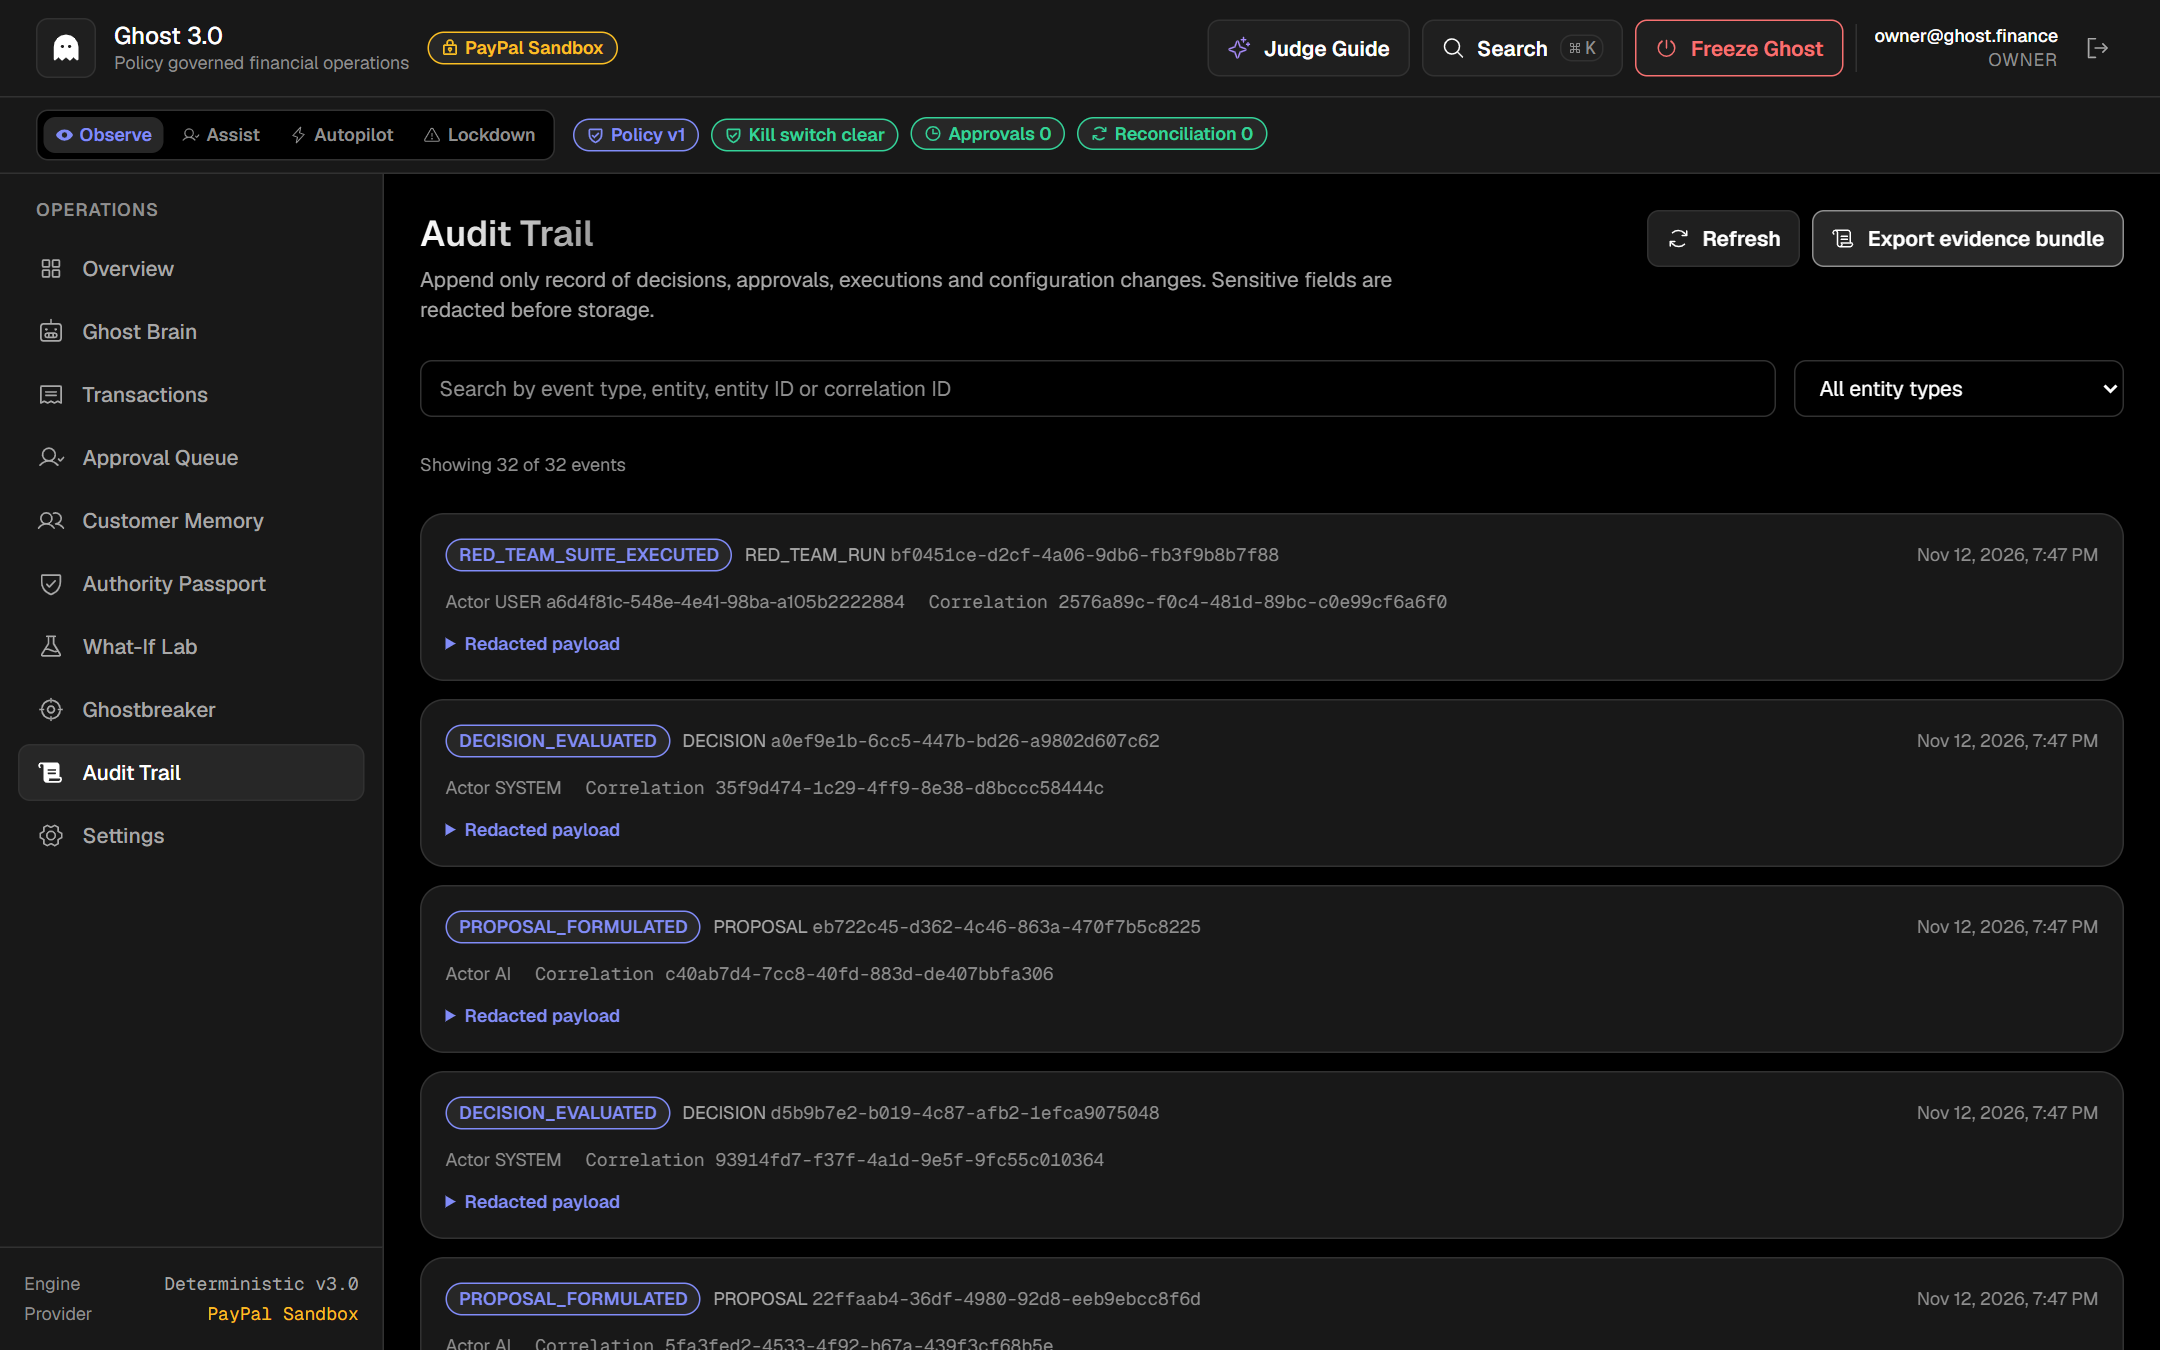 Ghost 3.0
Policy governed financial operations
PayPal Sandbox
Judge Guide
Search ⌘ K
Freeze Ghost
owner@ghost.finance
OWNER
Observe
Assist
Autopilot
Lockdown
Policy v1
Kill switch clear
Approvals 0
Reconciliation 0
OPERATIONS
Overview
Ghost Brain
Transactions
Approval Queue
Customer Memory
Authority Passport
What-If Lab
Ghostbreaker
Audit Trail
Settings
Engine Deterministic v3.0
Provider PayPal Sandbox
Audit Trail
Append only record of decisions, approvals, executions and configuration changes. Sensitive fields are
redacted before storage.
Refresh
Export evidence bundle
Search by event type, entity, entity ID or correlation ID
All entity types
Showing 32 of 32 events
RED_TEAM_SUITE_EXECUTED RED_TEAM_RUN bf0451ce-d2cf-4a06-9db6-fb3f9b8b7f88 Nov 12, 2026, 7:47 PM
Actor USER a6d4f81c-548e-4e41-98ba-a105b2222884 Correlation 2576a89c-f0c4-481d-89bc-c0e99cf6a6f0
Redacted payload
DECISION_EVALUATED DECISION a0ef9e1b-6cc5-447b-bd26-a9802d607c62 Nov 12, 2026, 7:47 PM
Actor SYSTEM Correlation 35f9d474-1c29-4ff9-8e38-d8bccc58444c
Redacted payload
PROPOSAL_FORMULATED PROPOSAL eb722c45-d362-4c46-863a-470f7b5c8225 Nov 12, 2026, 7:47 PM
Actor AI Correlation c40ab7d4-7cc8-40fd-883d-de407bbfa306
Redacted payload
DECISION_EVALUATED DECISION d5b9b7e2-b019-4c87-afb2-1efca9075048 Nov 12, 2026, 7:47 PM
Actor SYSTEM Correlation 93914fd7-f37f-4a1d-9e5f-9fc55c010364
Redacted payload
PROPOSAL_FORMULATED PROPOSAL 22ffaab4-36df-4980-92d8-eeb9ebcc8f6d Nov 12, 2026, 7:47 PM
Actor AI Correlation 5fa3fed2-4533-4f92-b67a-439f3cf68b5e